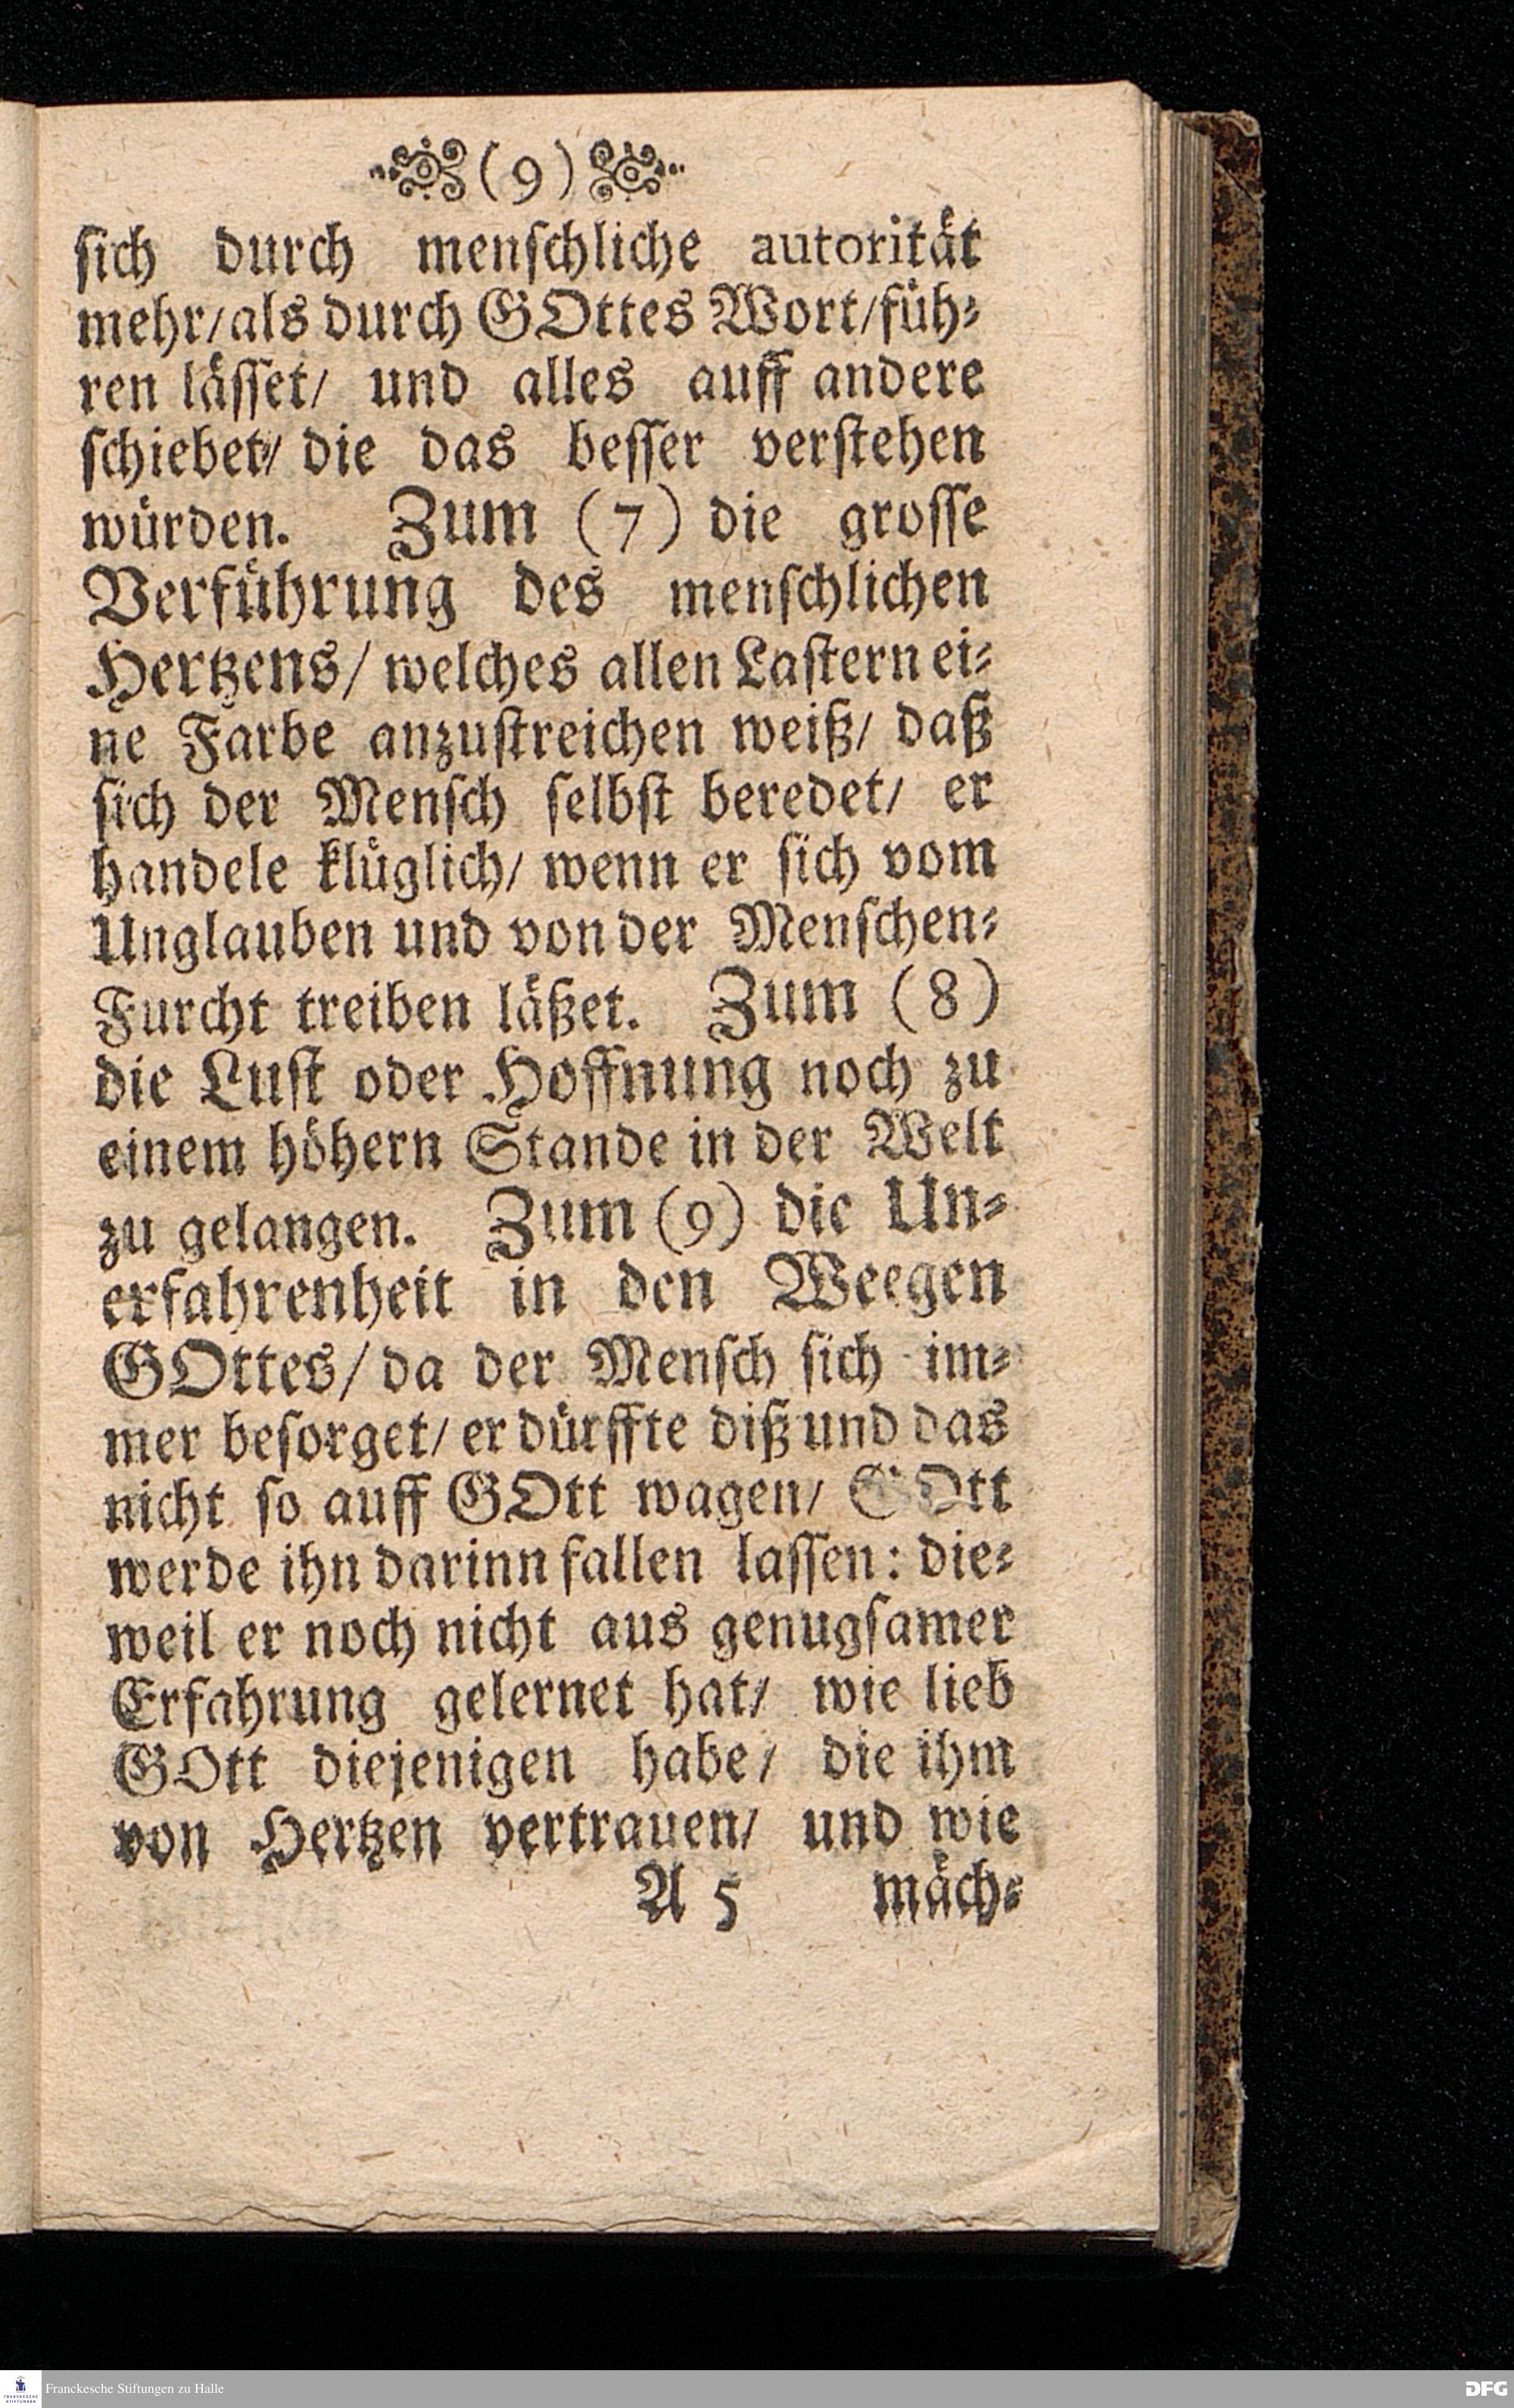 (9)
sich durch menschliche autorität
mehr/als durch GOttes Wort/füh-
ren lässet/ und alles auff andere
schiebet/ die das besser verstehen
würden. Zum (7) die grosse
Verführung des menschlichen
Hertzens/ welches allen Lastern ei-
ne Farbe anzustreichen weiß/ daß
sich der Mensch selbst beredet/ er
handele klüglich/ wenn er sich vom
Unglauben und von der Menschen-
Furcht treiben läßet. Zum (8)
die Lust oder Hoffnung noch zu
einem höhern Stande in der Welt
zu gelangen. Zum (9) die Un-
erfahrenheit in den Weegen
GOttes/ da der Mensch sich im-
mer besorget/ er dürffte diß und das
nicht so auff GOtt wagen/ GOtt
werde ihn darinn fallen lassen: die-
weil er noch nicht aus genugsamer
Erfahrung gelernet hat/ wie lieb
GOtt diejenigen habe/ die ihm
von Hertzen vertrauen/ und wie
A 5 mäch-
FRANCKESCHE STIFTUNGEN
Franckesche Stiftungen zu Halle
DFG